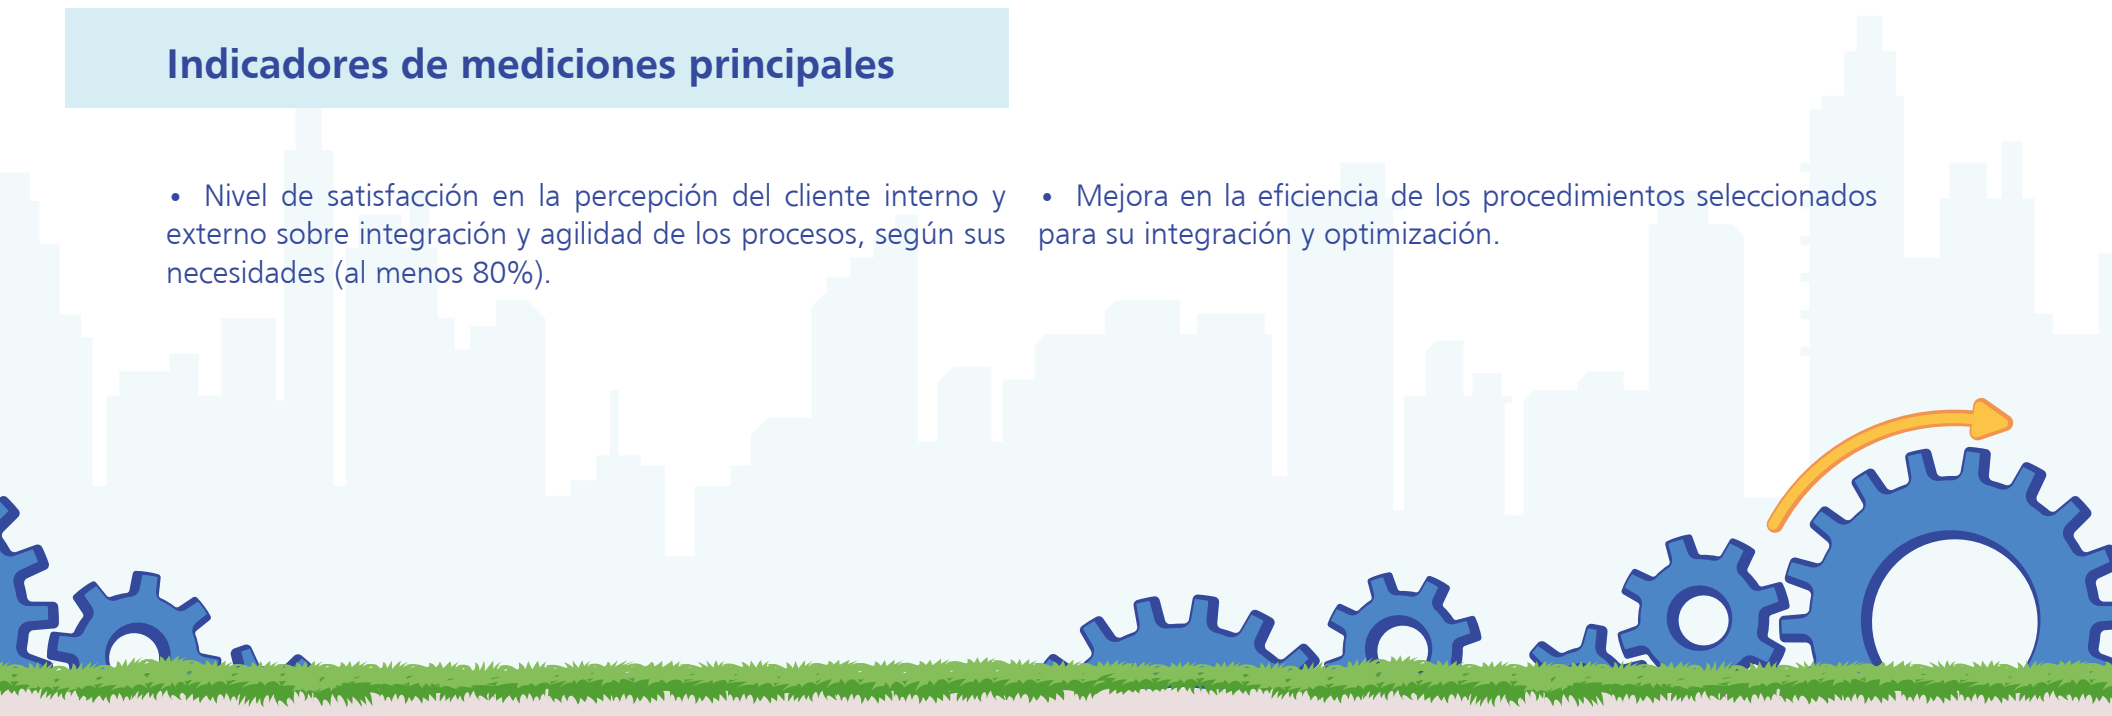 Indicadores de mediciones principales
• Nivel de satisfacción en la percepción del cliente interno y
externo sobre integración y agilidad de los procesos, según sus
necesidades (al menos 80%).
• Mejora en la eficiencia de los procedimientos seleccionados
para su integración y optimización.